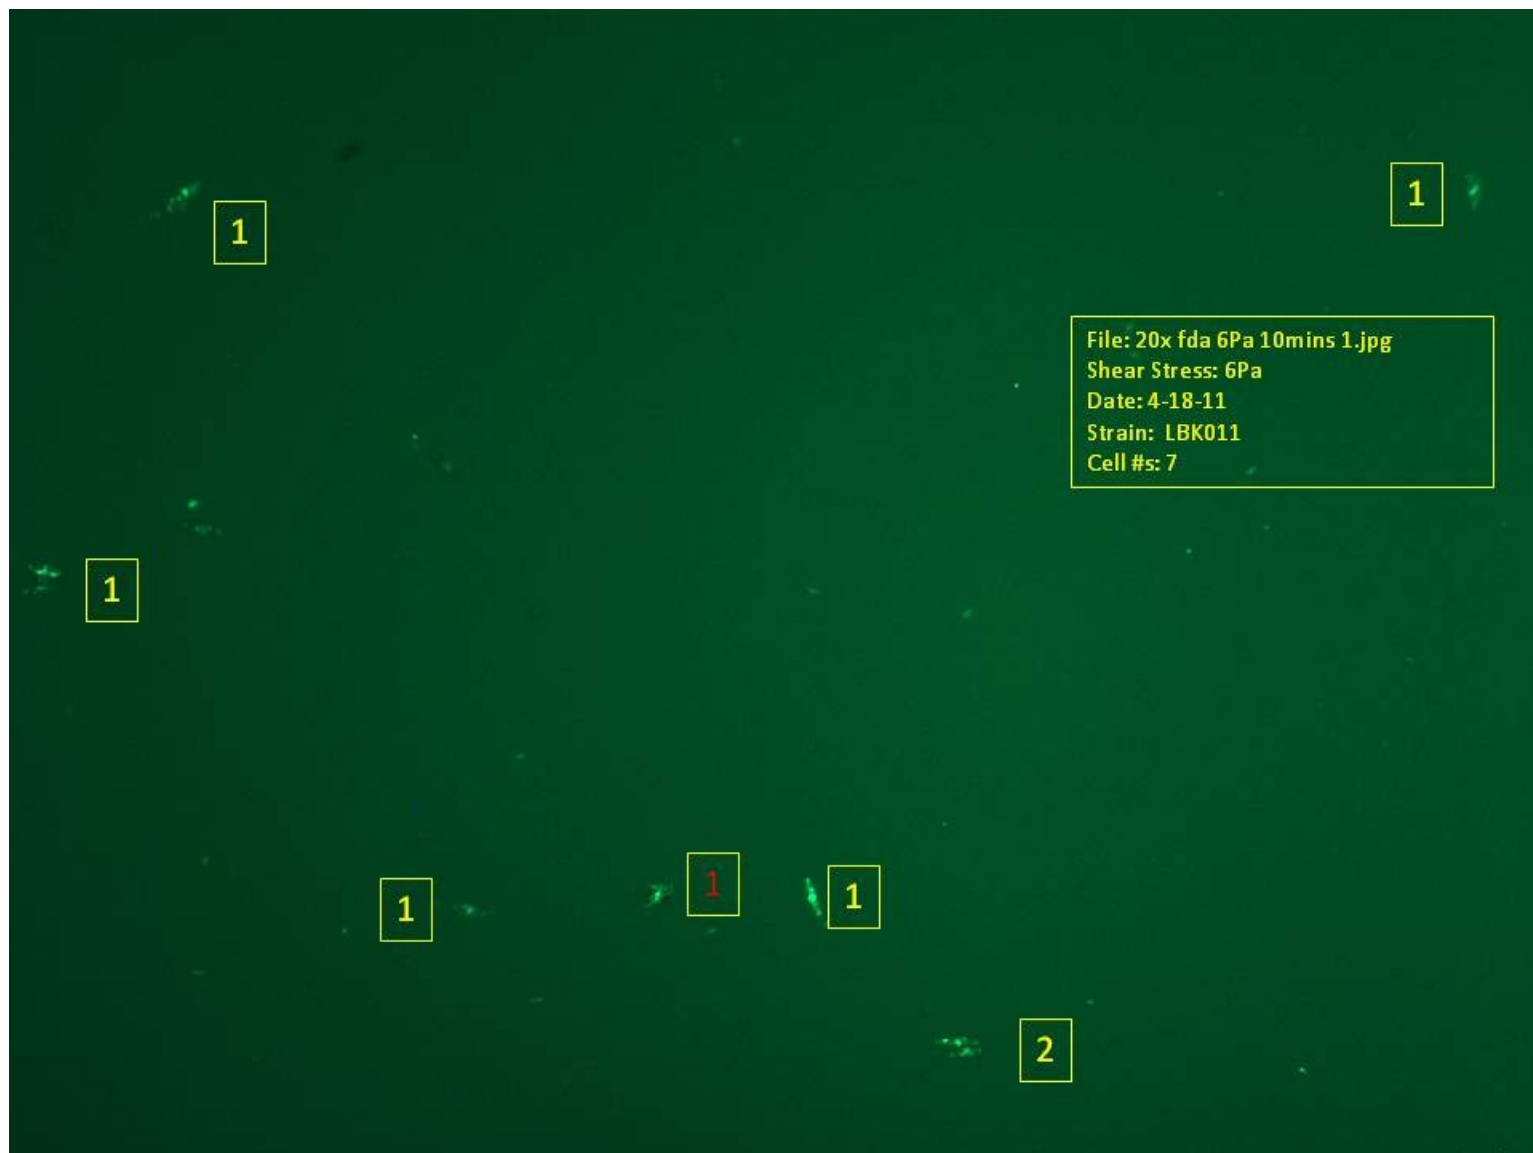 1
1
File: 20x fda 6Pa 10mins 1.jpg
Shear Stress: 6Pa
Date: 4-18-11
Strain: LBK011
Cell #s: 7
1
1
1
1
2